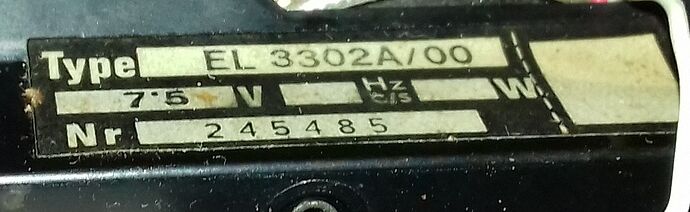 Type EL 3302A/00
7.5 V Hz c/s W
Nr 245485